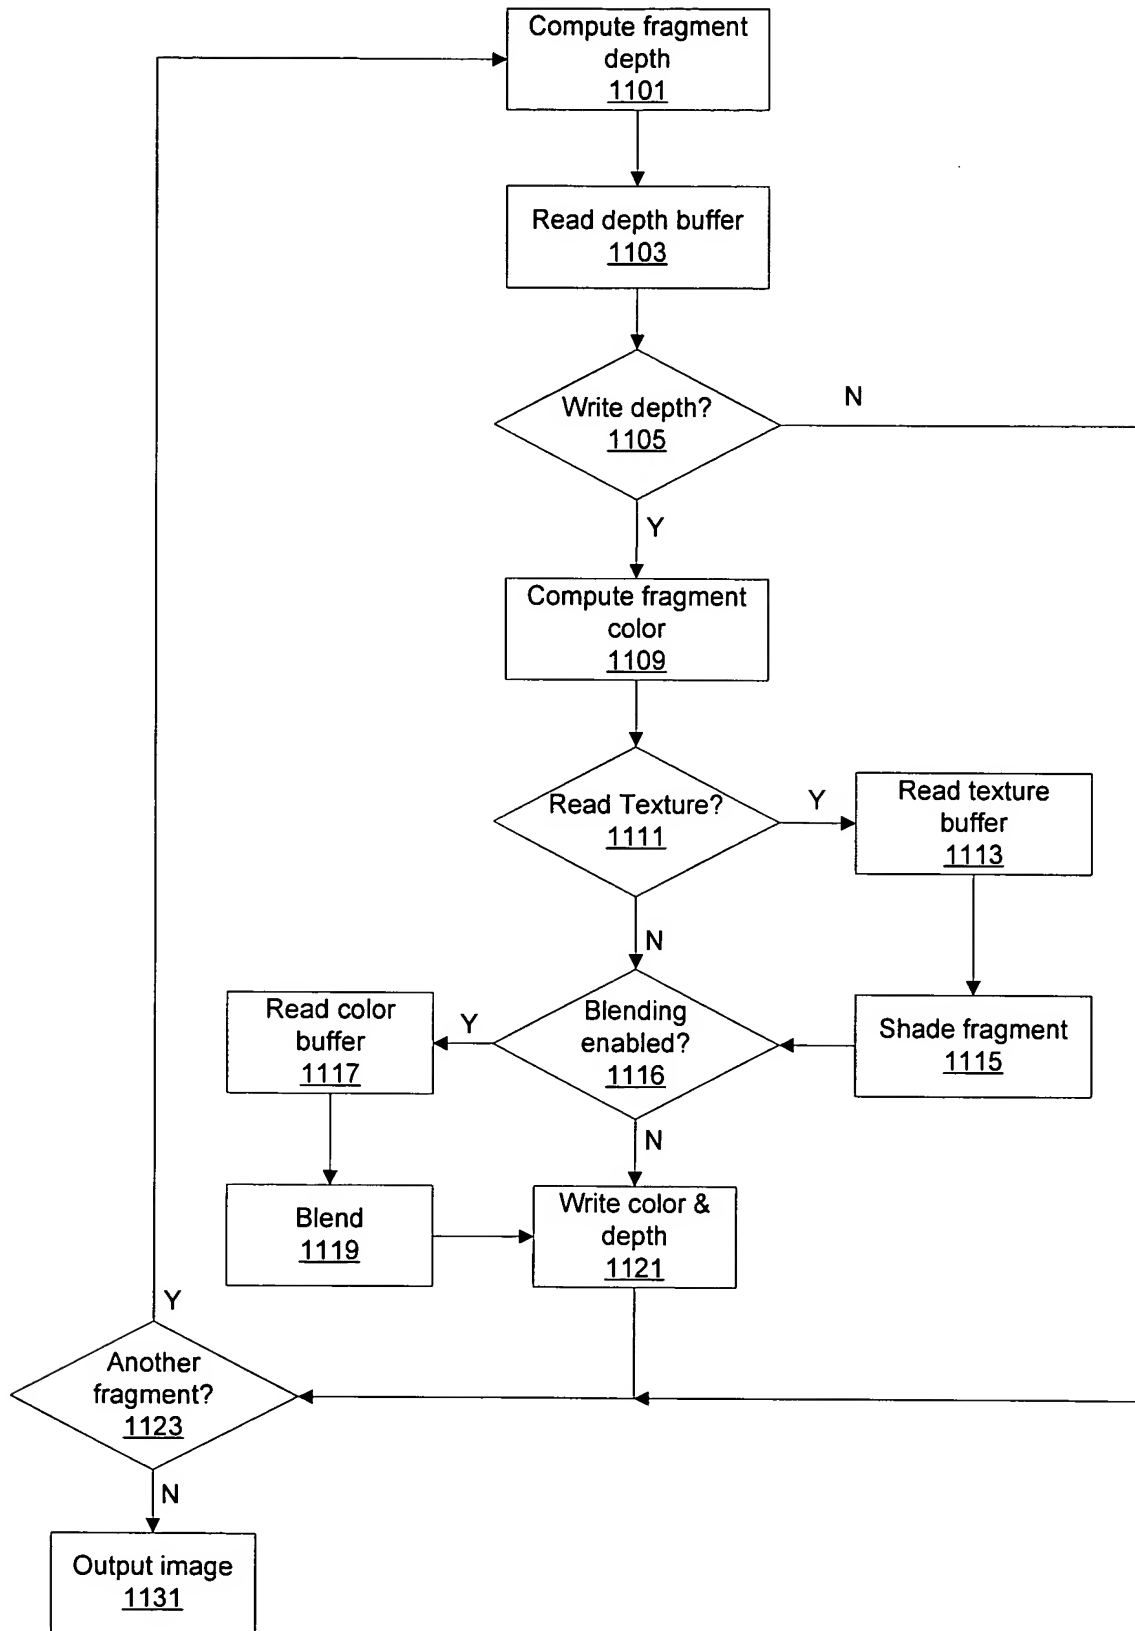 Compute fragment
depth
1101
Read depth buffer
1103
Write depth?
1105
N
Y
Compute fragment
color
1109
Read Texture?
1111
Y
Read texture
buffer
1113
N
Read color
buffer
1117
Y
Blending
enabled?
1116
Shade fragment
1115
N
Blend
1119
Write color &
depth
1121
Y
Another
fragment?
1123
N
Output image
1131